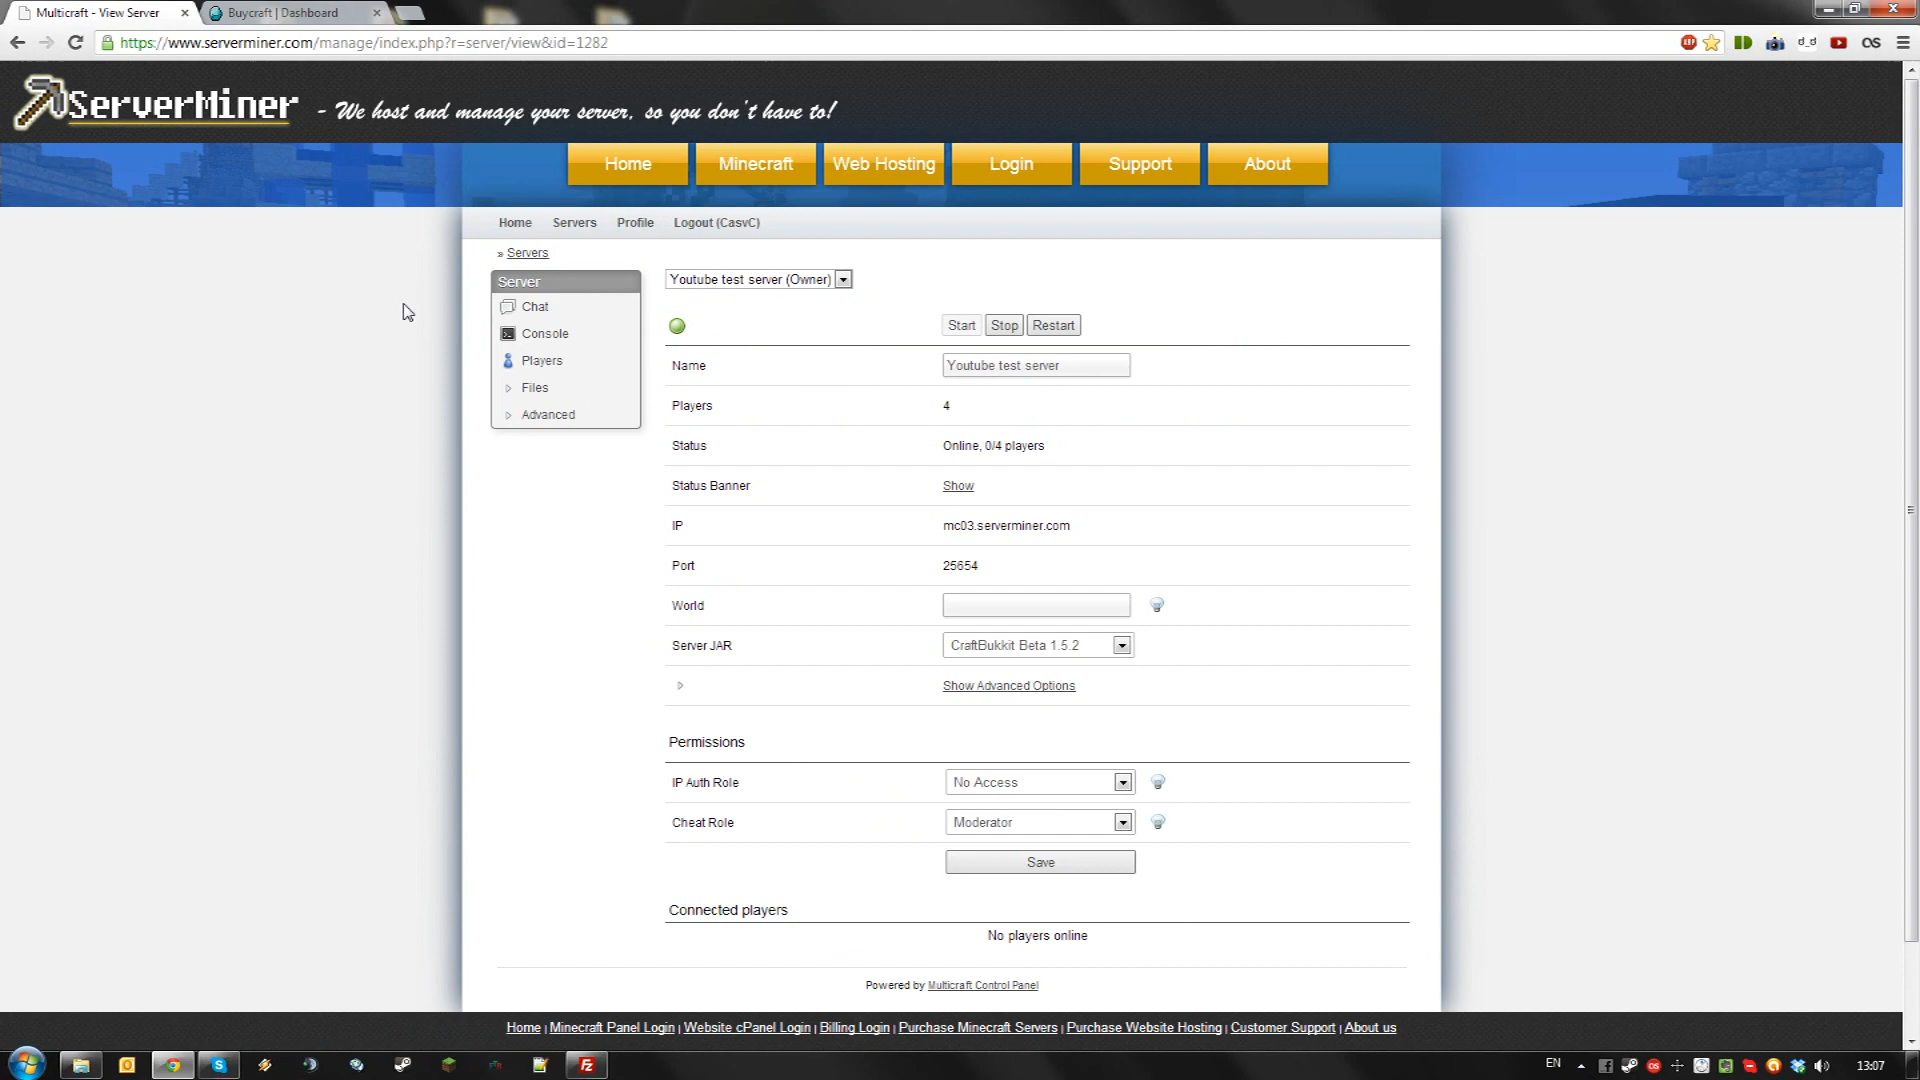 Multicraft - View Server
Buycraft | Dashboard
https://www.serverminer.com/manage/index.php?r=server/view&id=1282
ABP
d_d
OS
ServerMiner - We host and manage your server, so you don't have to!
Home Minecraft Web Hosting Login Support About
Home Servers Profile Logout (CasvC)
» Servers
Server
Chat
Console
Players
Files
Advanced
Youtube test server (Owner)
Start Stop Restart
Name Youtube test server
Players 4
Status Online, 0/4 players
Status Banner Show
IP mc03.serverminer.com
Port 25654
World
Server JAR CraftBukkit Beta 1.5.2
Show Advanced Options
Permissions
IP Auth Role No Access
Cheat Role Moderator
Save
Connected players
No players online
Powered by Multicraft Control Panel
Home | Minecraft Panel Login | Website cPanel Login | Billing Login | Purchase Minecraft Servers | Purchase Website Hosting | Customer Support | About us
EN 13:07